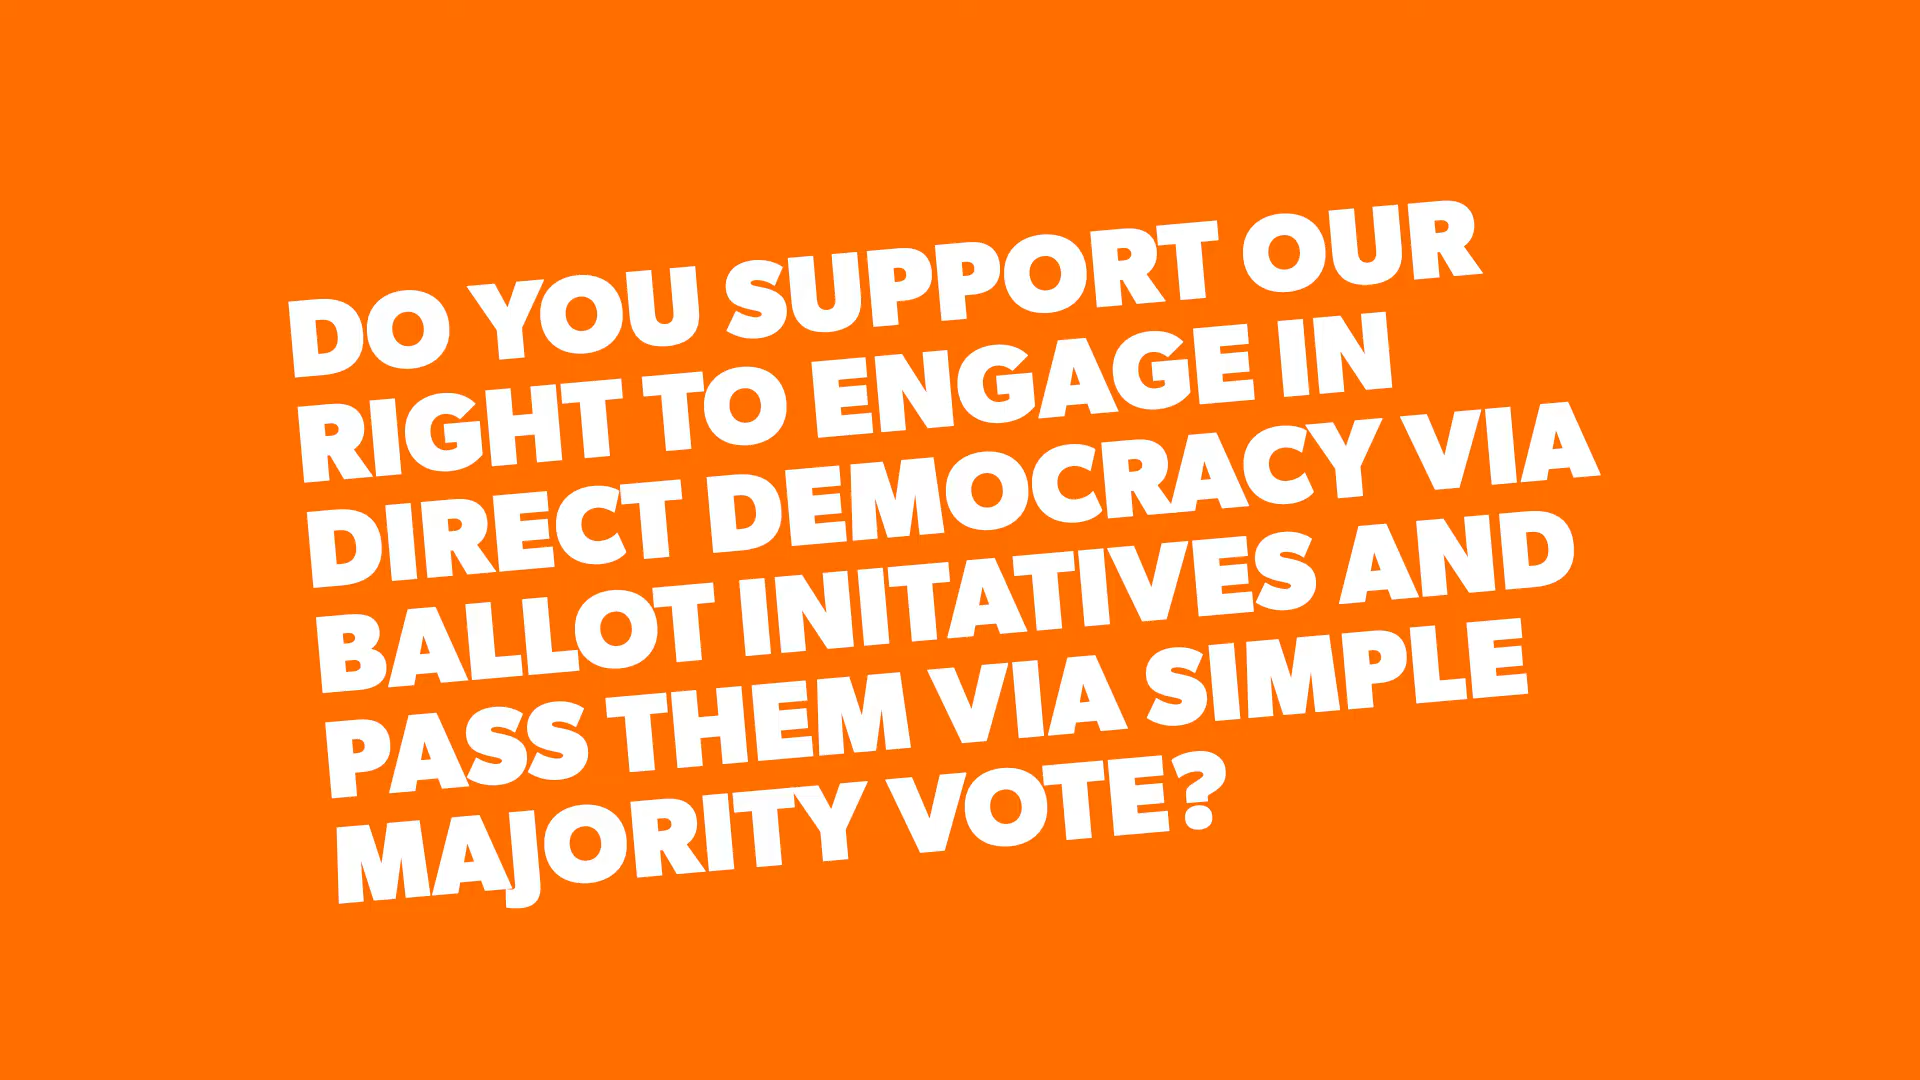 DO YOU SUPPORT OUR
RIGHT TO ENGAGE IN
DIRECT DEMOCRACY VIA
BALLOT INITATIVES AND
PASS THEM VIA SIMPLE
MAJORITY VOTE?